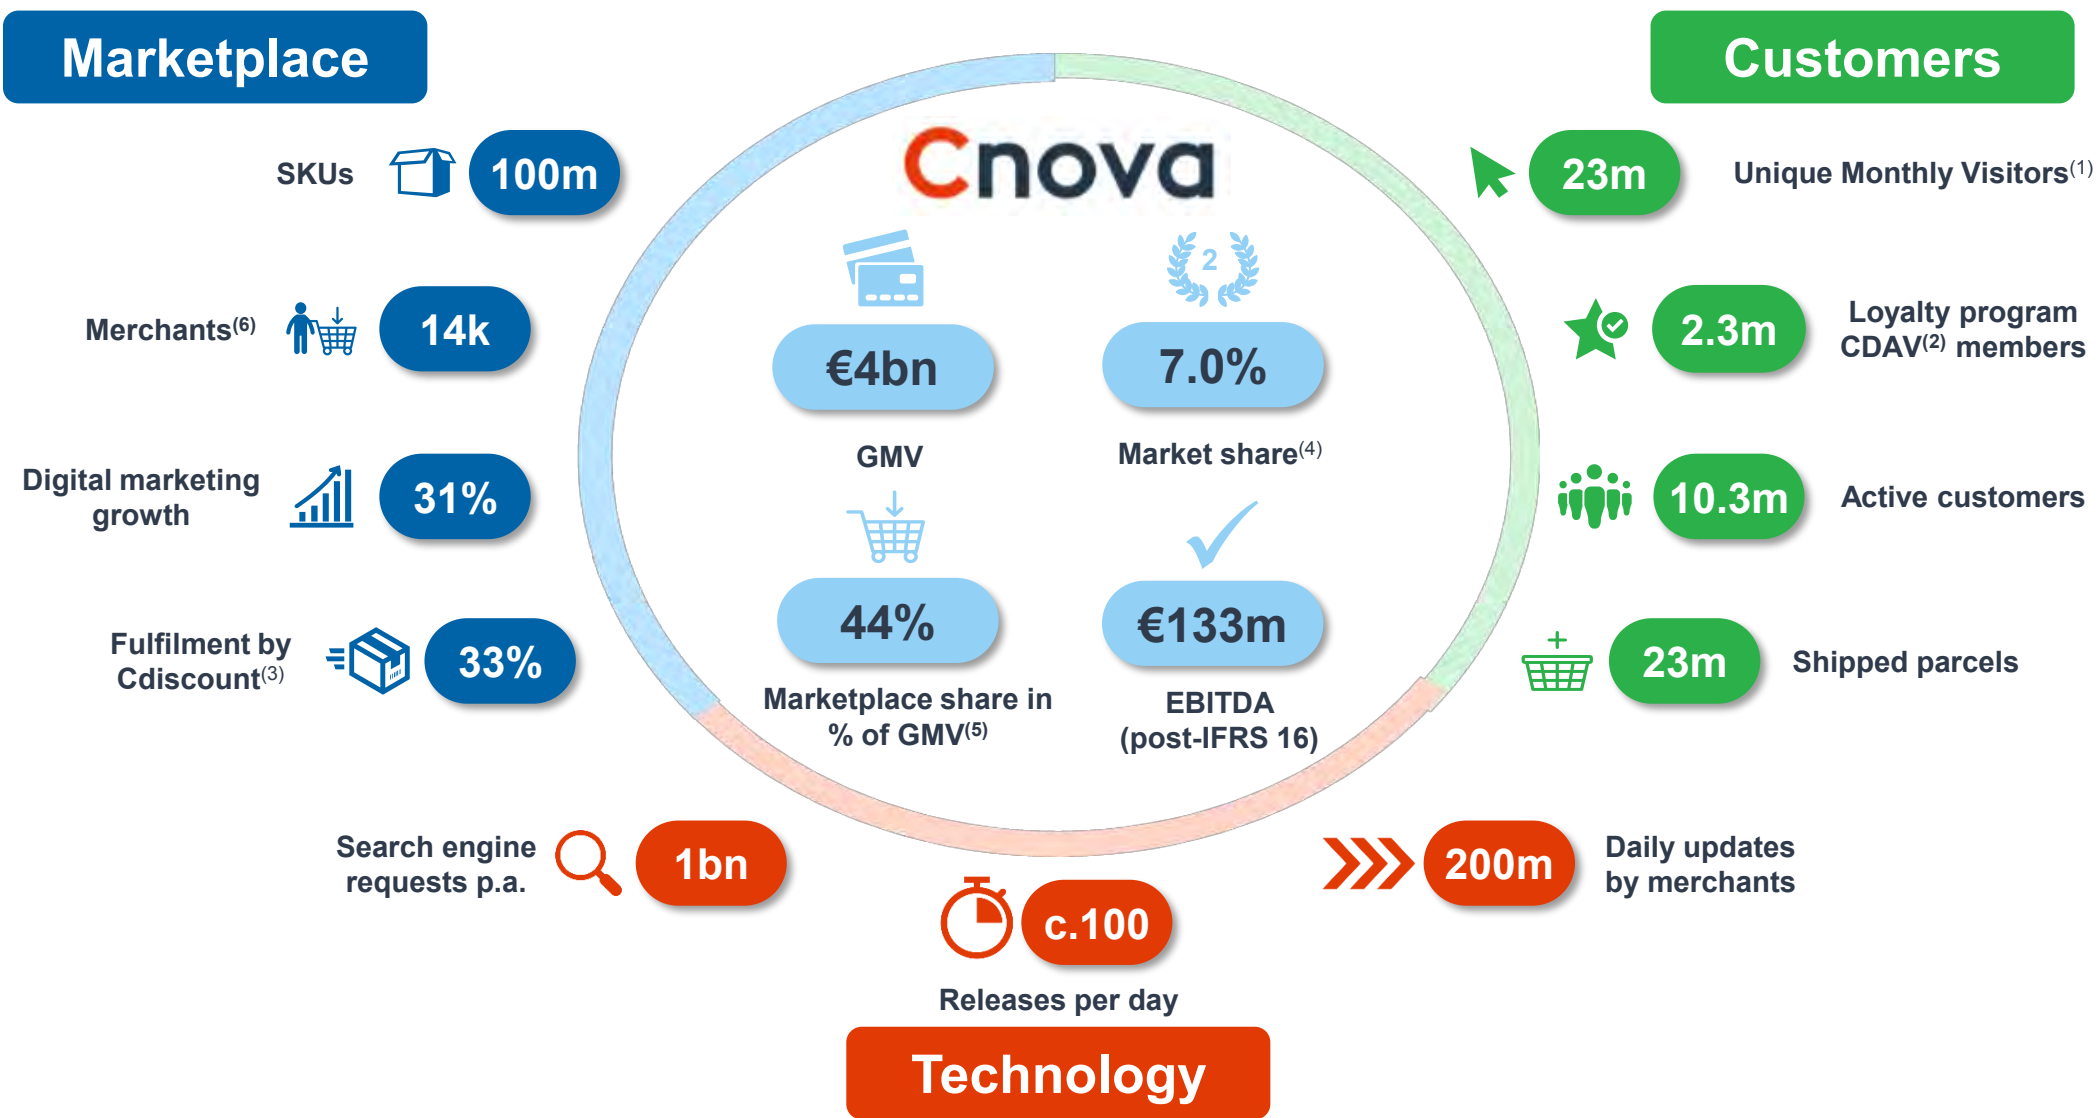 Marketplace
Customers
Cnova
SKUs
100m
23m
Unique Monthly Visitors(1)
2
Merchants(6)
14k
€4bn
7.0%
2.3m
Loyalty program
CDAV(2) members
GMV
Market share(4)
Digital marketing
growth
31%
10.3m
Active customers
44%
€133m
Fulfilment by
Cdiscount(3)
33%
23m
Shipped parcels
Marketplace share in
% of GMV(5)
EBITDA
(post-IFRS 16)
Search engine
requests p.a.
1bn
200m
Daily updates
by merchants
c.100
Releases per day
Technology